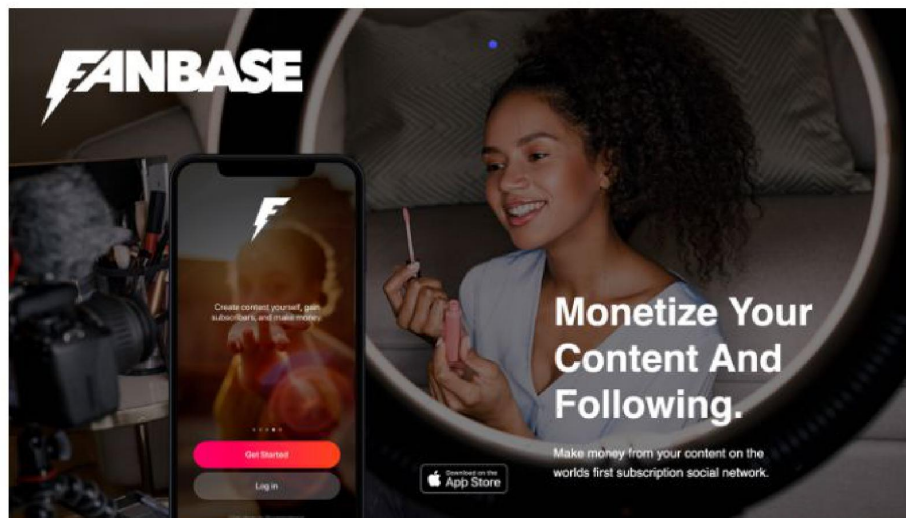 FANBASE
Create content yourself, gain
subscribers, and make money.
Get Started
Log in
Download on the
App Store
Monetize Your
Content And
Following.
Make money from your content on the
worlds first subscription social network.